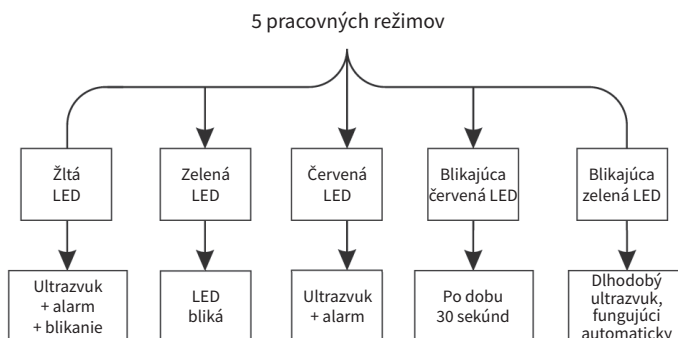 5 pracovných režimov
Žltá
LED
Zelená
LED
Červená
LED
Blikajúca
červená LED
Blikajúca
zelená LED
Ultrazvuk
+ alarm
+ blikanie
LED
bliká
Ultrazvuk
+ alarm
Po dobu
30 sekúnd
Dlhodobý
ultrazvuk,
fungujúci
automaticky